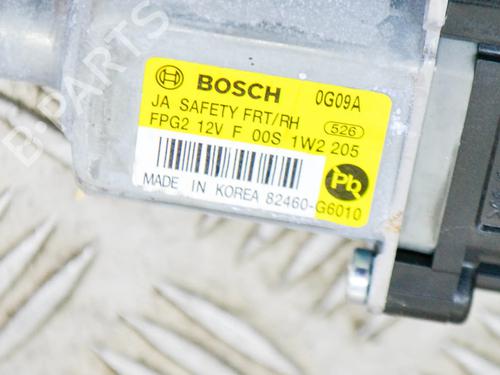 B-PARTS
BOSCH 0G09A
JA SAFETY FRT/RH 526
FPG2 12V F 00S 1W2 205
MADE IN KOREA 82460-G6010
Pb